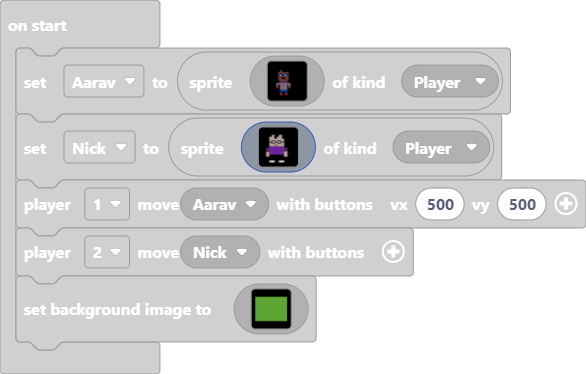 on start
set Aarav to sprite of kind Player
set Nick to sprite of kind Player
player 1 move Aarav with buttons vx 500 vy 500
player 2 move Nick with buttons
set background image to